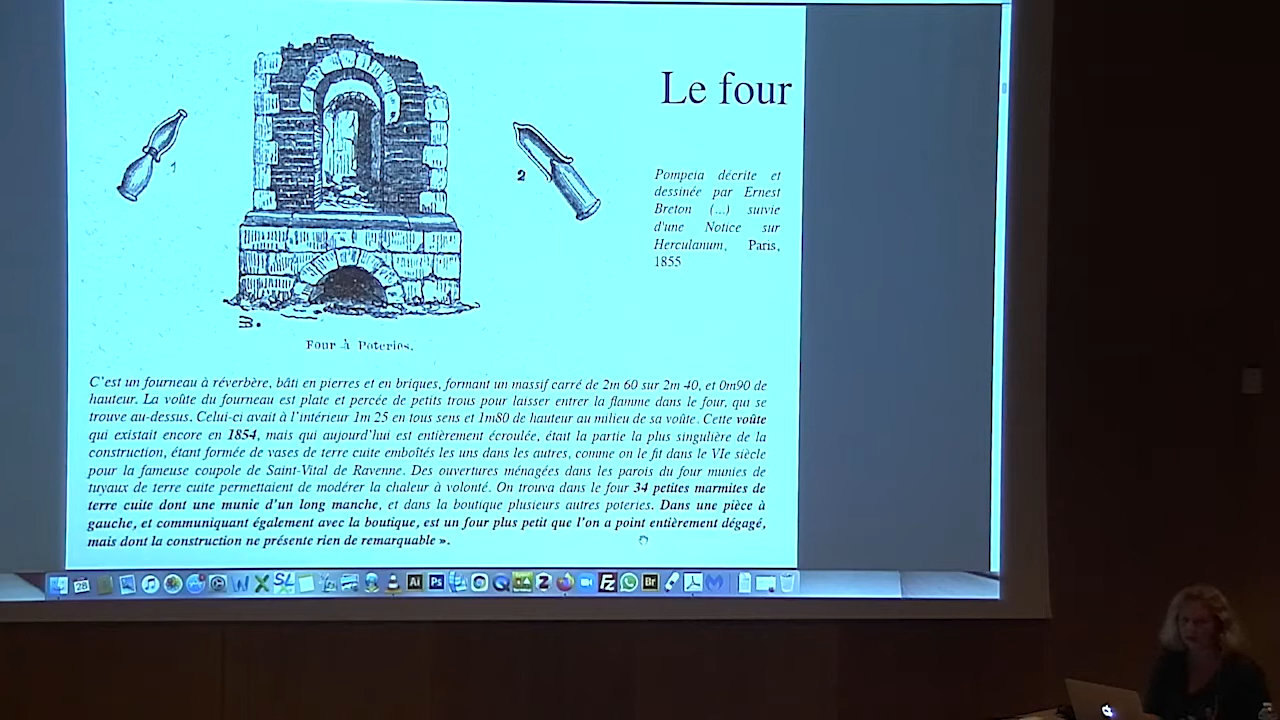 Le four
1
2
Pompeia décrite et
dessinée par Ernest
Breton (...) suivie
d'une Notice sur
Herculanum, Paris,
1855
B.
Four à Poteries.
C'est un fourneau à réverbère, bâti en pierres et en briques, formant un massif carré de 2m 60 sur 2m 40, et 0m90 de
hauteur. La voûte du fourneau est plate et percée de petits trous pour laisser entrer la flamme dans le four, qui se
trouve au-dessus. Celui-ci avait à l'intérieur 1m 25 en tous sens et 1m80 de hauteur au milieu de sa voûte. Cette voûte
qui existait encore en 1854, mais qui aujourd'hui est entièrement écroulée, était la partie la plus singulière de la
construction, étant formée de vases de terre cuite emboîtés les uns dans les autres, comme on le fit dans le VIe siècle
pour la fameuse coupole de Saint-Vital de Ravenne. Des ouvertures ménagées dans les parois du four munies de
tuyaux de terre cuite permettaient de modérer la chaleur à volonté. On trouva dans le four 34 petites marmites de
terre cuite dont une munie d'un long manche, et dans la boutique plusieurs autres poteries. Dans une pièce à
gauche, et communiquant également avec la boutique, est un four plus petit que l'on a point entièrement dégagé,
mais dont la construction ne présente rien de remarquable ».
28 W X SL Ai Ps Q Z Fz Br